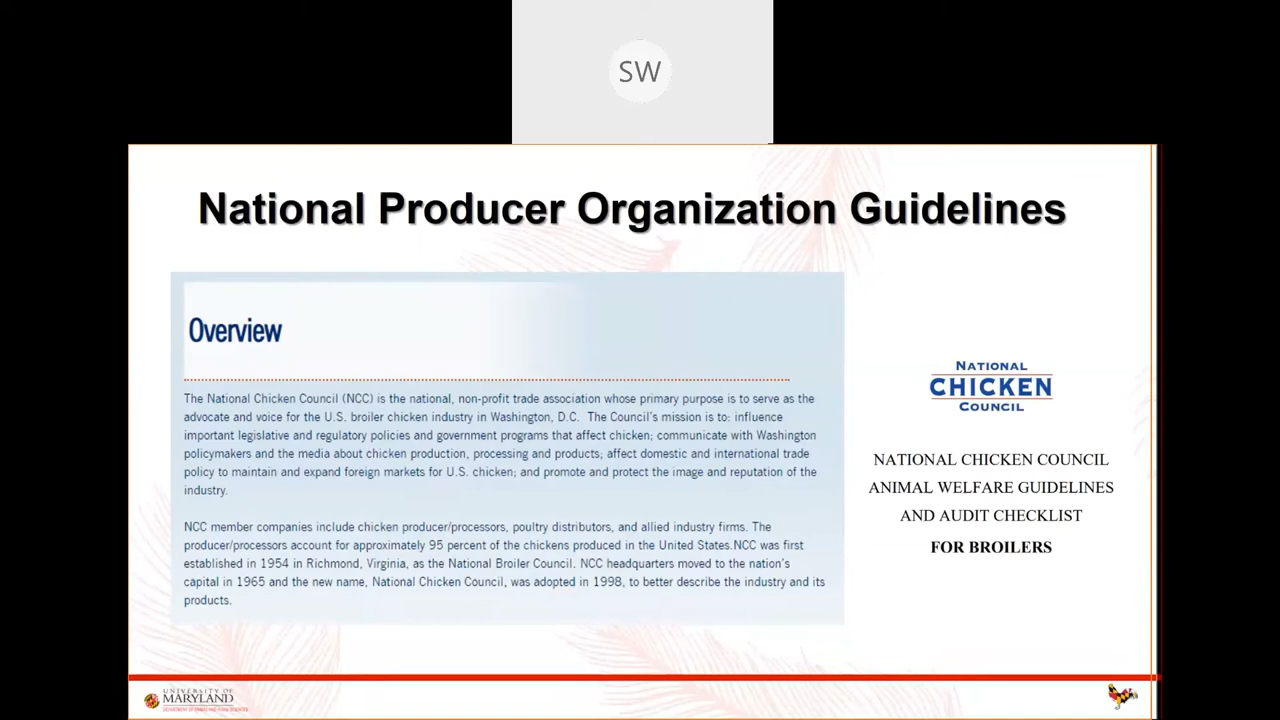 SW
National Producer Organization Guidelines
Overview
The National Chicken Council (NCC) is the national, non-profit trade association whose primary purpose is to serve as the
advocate and voice for the U.S. broiler chicken industry in Washington, D.C. The Council's mission is to: influence
important legislative and regulatory policies and government programs that affect chicken; communicate with Washington
policymakers and the media about chicken production, processing and products; affect domestic and international trade
policy to maintain and expand foreign markets for U.S. chicken; and promote and protect the image and reputation of the
industry.
NCC member companies include chicken producer/processors, poultry distributors, and allied industry firms. The
producer/processors account for approximately 95 percent of the chickens produced in the United States.NCC was first
established in 1954 in Richmond, Virginia, as the National Broiler Council. NCC headquarters moved to the nation's
capital in 1965 and the new name, National Chicken Council, was adopted in 1998, to better describe the industry and its
products.
NATIONAL
CHICKEN
COUNCIL
NATIONAL CHICKEN COUNCIL
ANIMAL WELFARE GUIDELINES
AND AUDIT CHECKLIST
FOR BROILERS
UNIVERSITY OF
MARYLAND